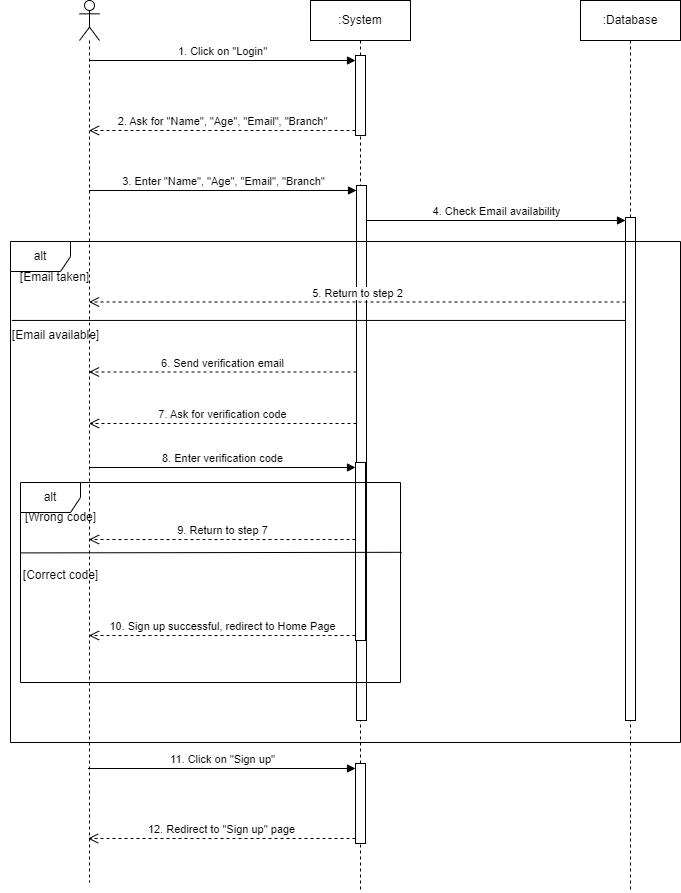 :System
:Database
1. Click on "Login"
2. Ask for "Name", "Age", "Email", "Branch"
3. Enter "Name", "Age", "Email", "Branch"
4. Check Email availability
alt
[Email taken]
5. Return to step 2
[Email available]
6. Send verification email
7. Ask for verification code
8. Enter verification code
alt
[Wrong code]
9. Return to step 7
[Correct code]
10. Sign up successful, redirect to Home Page
11. Click on "Sign up"
12. Redirect to "Sign up" page